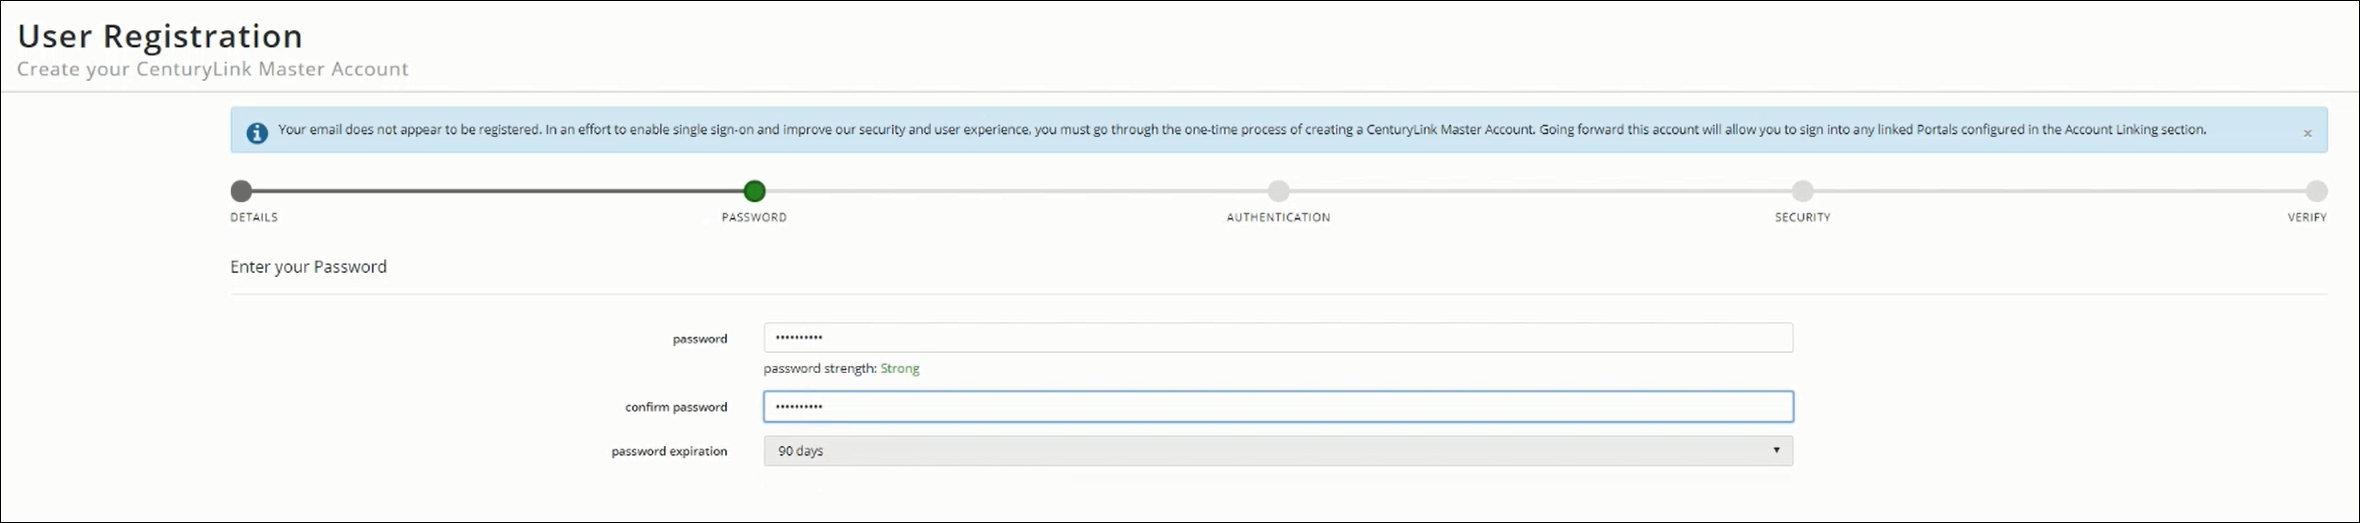 User Registration
Create your CenturyLink Master Account
Your email does not appear to be registered. In an effort to enable single sign-on and improve our security and user experience, you must go through the one-time process of creating a CenturyLink Master Account. Going forward this account will allow you to sign into any linked Portals configured in the Account Linking section.
×
DETAILS PASSWORD AUTHENTICATION SECURITY VERIFY
Enter your Password
password ••••••••••
password strength: Strong
confirm password ••••••••••
password expiration 90 days